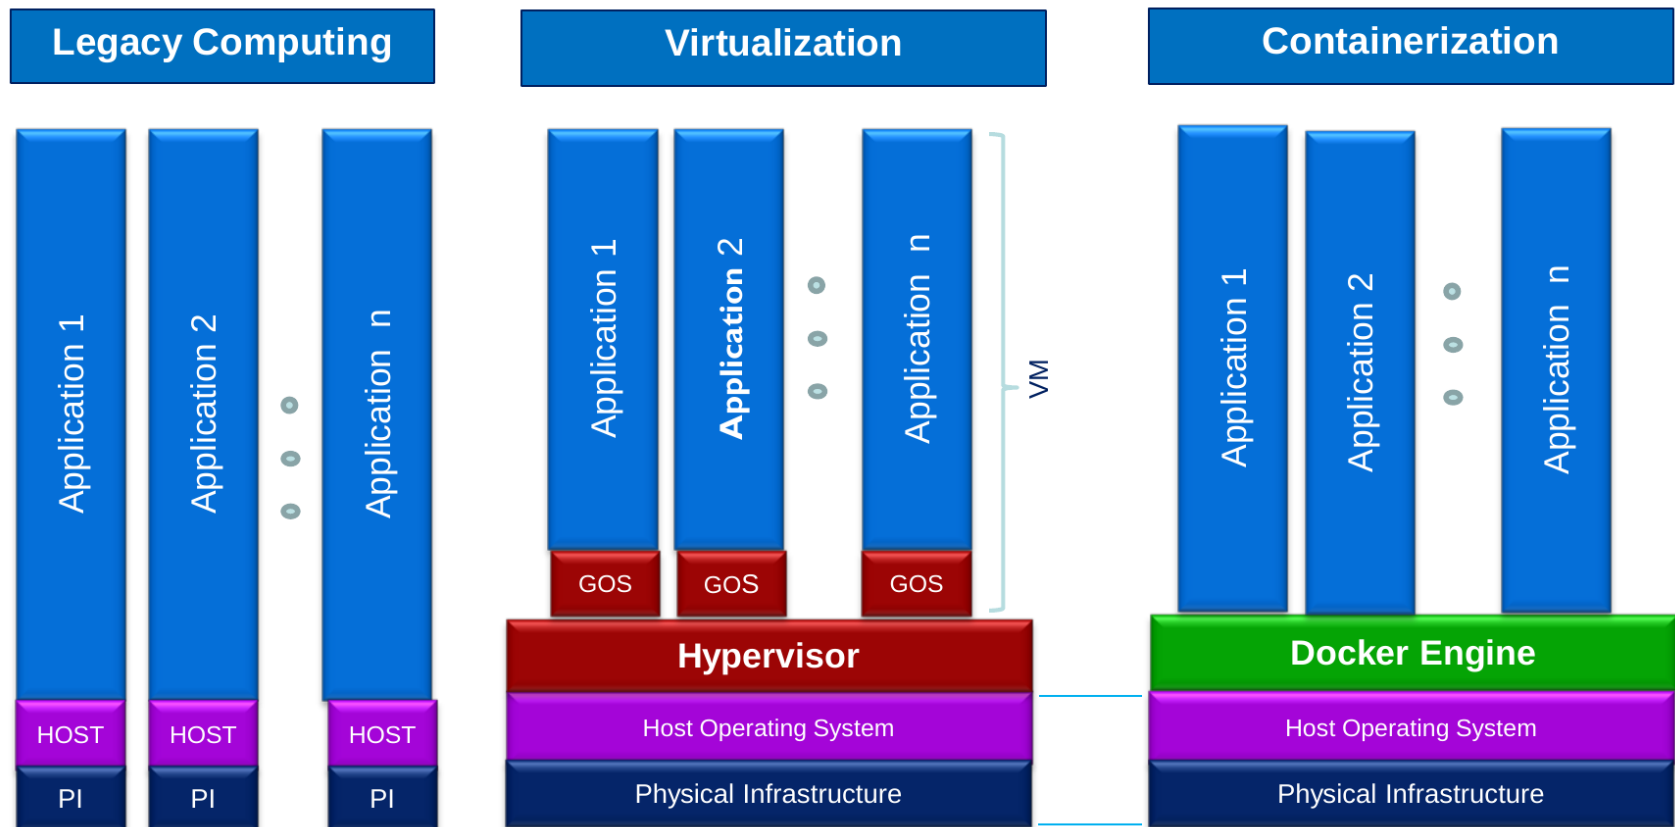 Legacy Computing
Virtualization
Containerization
Application 1
Application 2
Application n
HOST
HOST
HOST
PI
PI
PI
Application 1
Application 2
Application n
VM
GOS
GOS
GOS
Hypervisor
Host Operating System
Physical Infrastructure
Application 1
Application 2
Application n
Docker Engine
Host Operating System
Physical Infrastructure